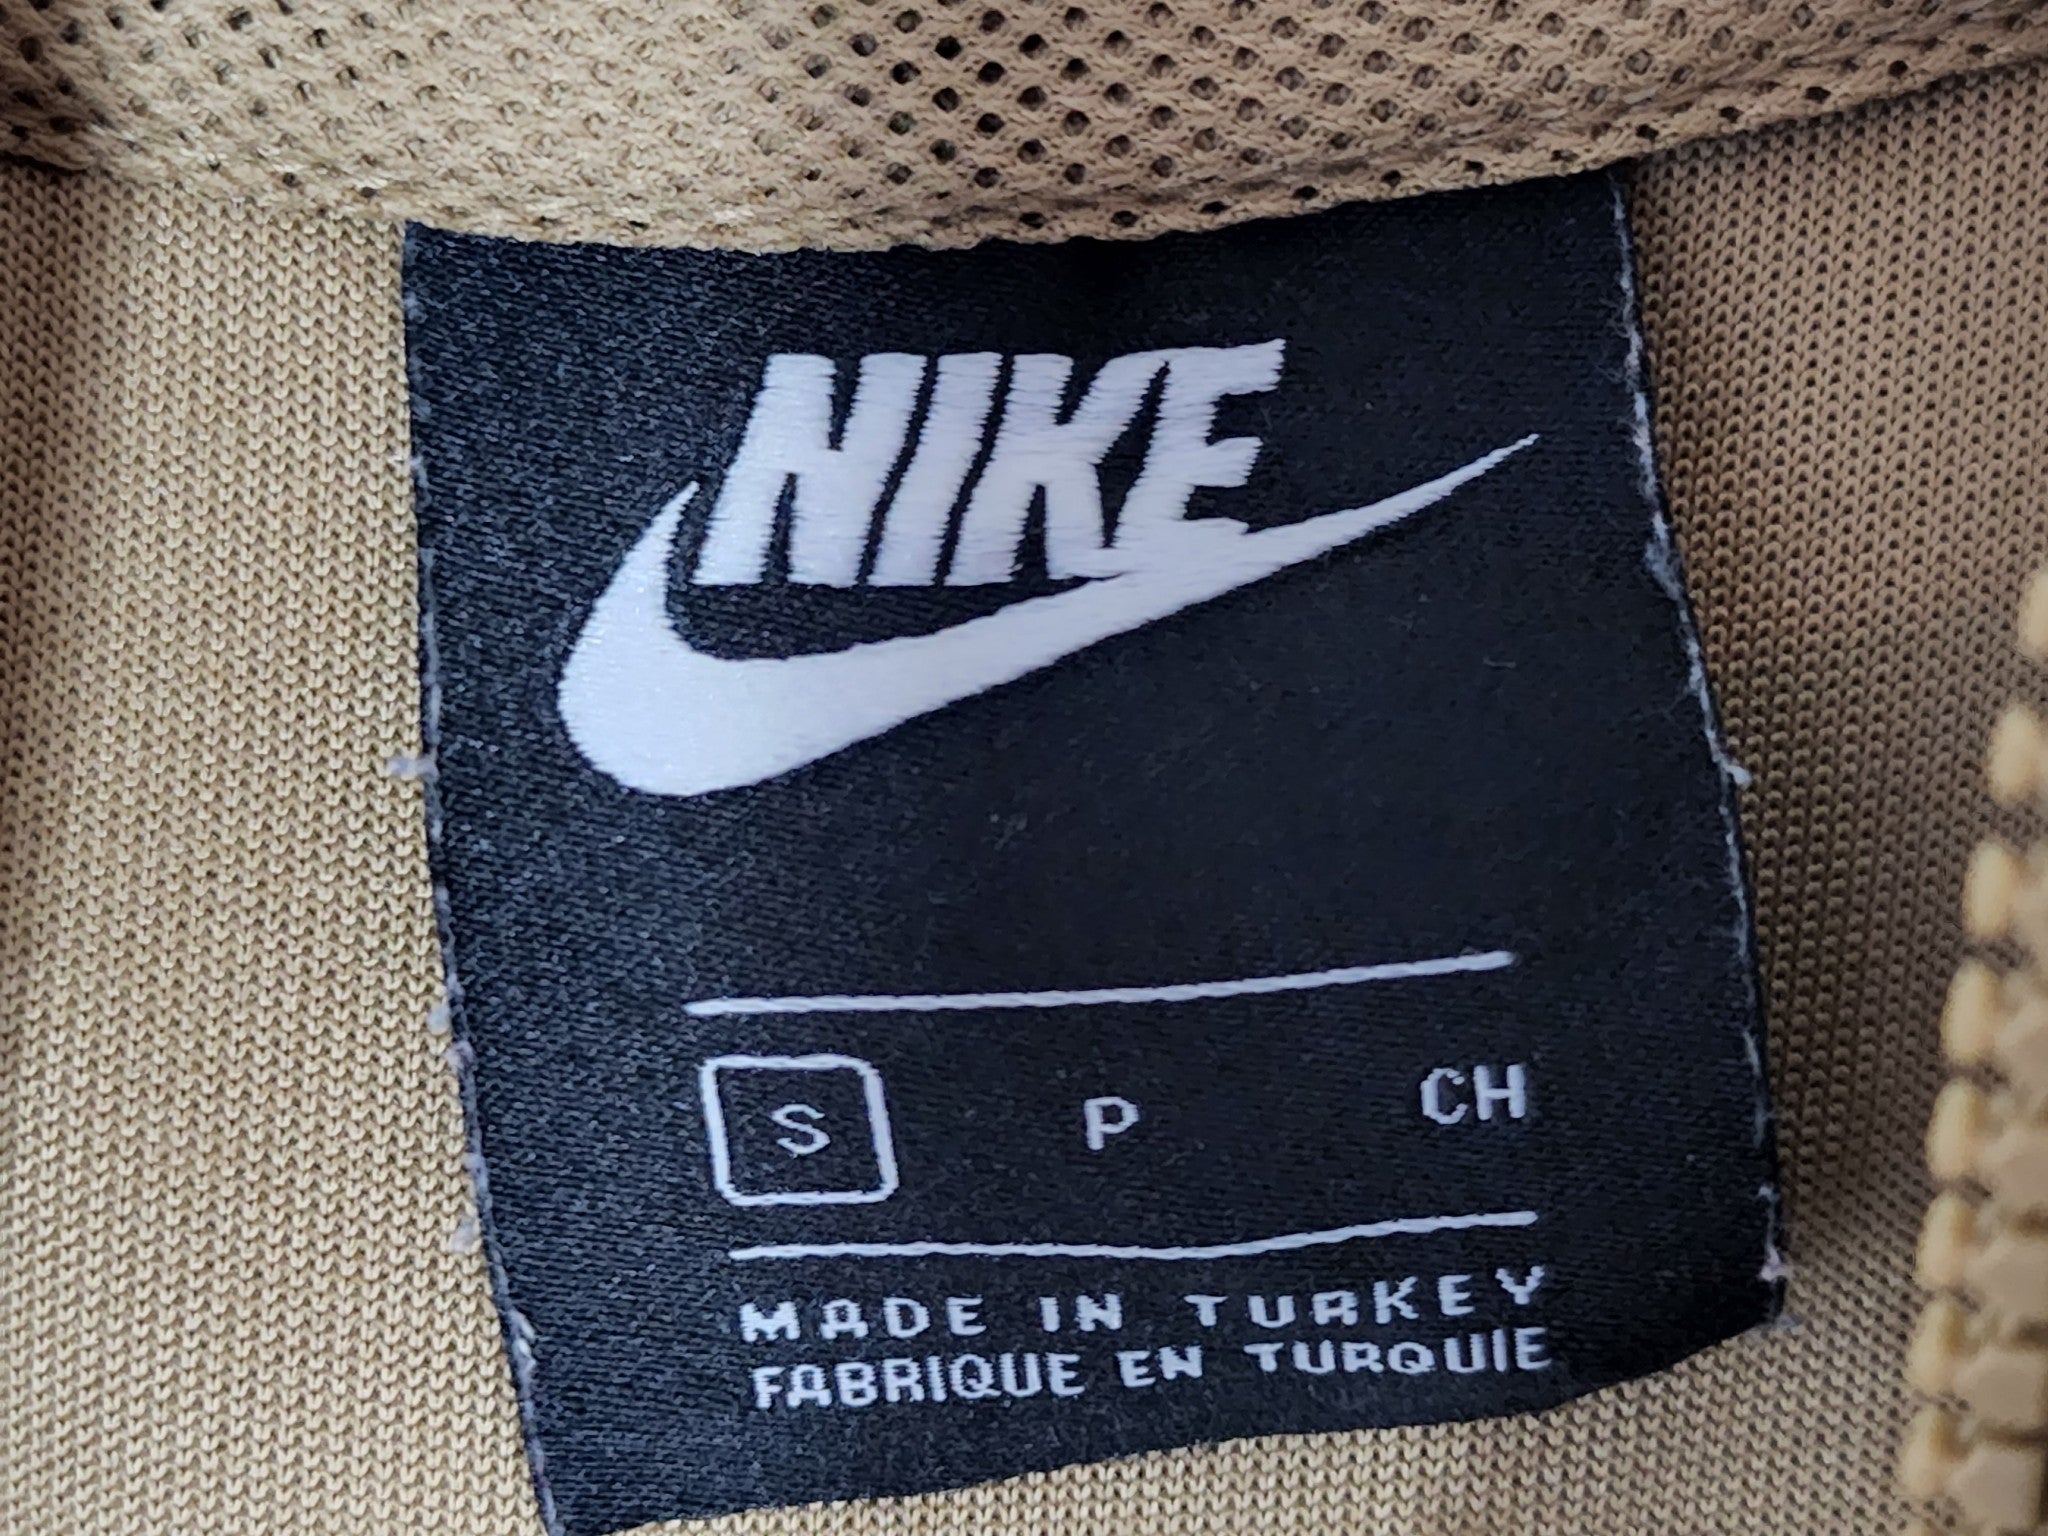 NIKE
S P CH
MADE IN TURKEY
FABRIQUE EN TURQUIE